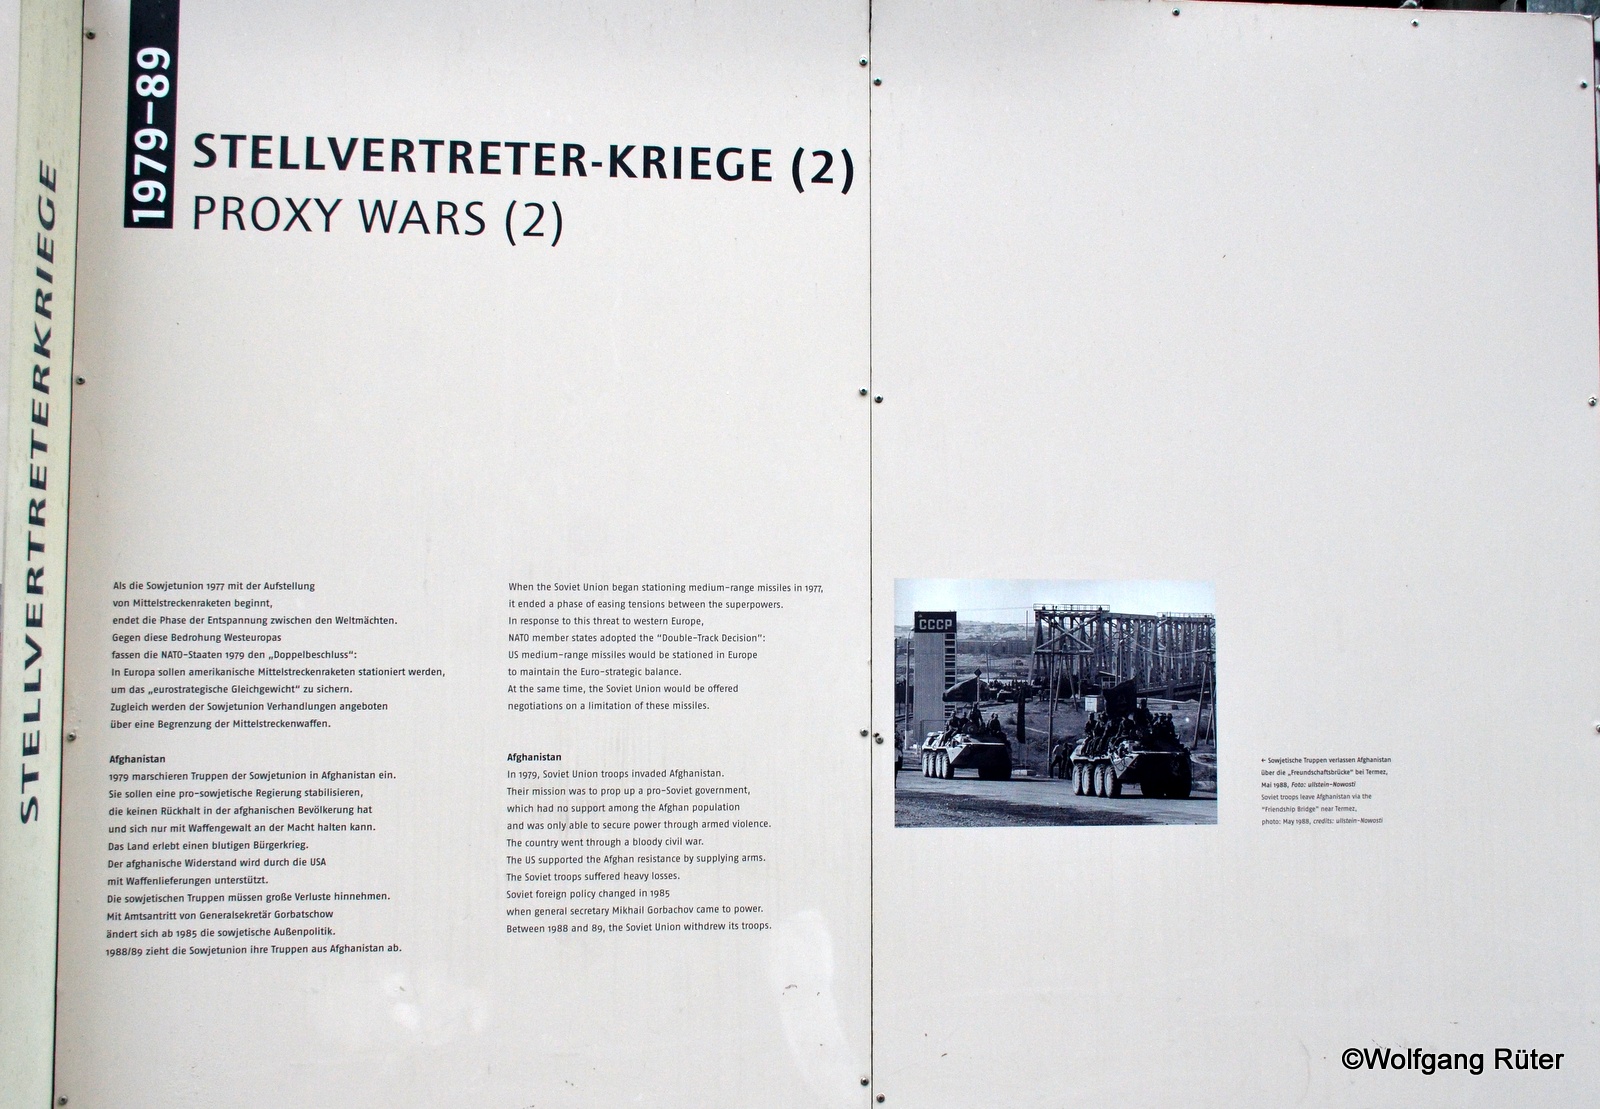 STELLVERTRETERKRIEGE
1979–89
STELLVERTRETER-KRIEGE (2)
PROXY WARS (2)
Als die Sowjetunion 1977 mit der Aufstellung
von Mittelstreckenraketen beginnt,
endet die Phase der Entspannung zwischen den Weltmächten.
Gegen diese Bedrohung Westeuropas
fassen die NATO-Staaten 1979 den „Doppelbeschluss“:
In Europa sollen amerikanische Mittelstreckenraketen stationiert werden,
um das „eurostrategische Gleichgewicht“ zu sichern.
Zugleich werden der Sowjetunion Verhandlungen angeboten
über eine Begrenzung der Mittelstreckenwaffen.
Afghanistan
1979 marschieren Truppen der Sowjetunion in Afghanistan ein.
Sie sollen eine pro-sowjetische Regierung stabilisieren,
die keinen Rückhalt in der afghanischen Bevölkerung hat
und sich nur mit Waffengewalt an der Macht halten kann.
Das Land erlebt einen blutigen Bürgerkrieg.
Der afghanische Widerstand wird durch die USA
mit Waffenlieferungen unterstützt.
Die sowjetischen Truppen müssen große Verluste hinnehmen.
Mit Amtsantritt von Generalsekretär Gorbatschow
ändert sich ab 1985 die sowjetische Außenpolitik.
1988/89 zieht die Sowjetunion ihre Truppen aus Afghanistan ab.
When the Soviet Union began stationing medium-range missiles in 1977,
it ended a phase of easing tensions between the superpowers.
In response to this threat to western Europe,
NATO member states adopted the “Double-Track Decision”:
US medium-range missiles would be stationed in Europe
to maintain the Euro-strategic balance.
At the same time, the Soviet Union would be offered
negotiations on a limitation of these missiles.
Afghanistan
In 1979, Soviet Union troops invaded Afghanistan.
Their mission was to prop up a pro-Soviet government,
which had no support among the Afghan population
and was only able to secure power through armed violence.
The country went through a bloody civil war.
The US supported the Afghan resistance by supplying arms.
The Soviet troops suffered heavy losses.
Soviet foreign policy changed in 1985
when general secretary Mikhail Gorbachov came to power.
Between 1988 and 89, the Soviet Union withdrew its troops.
СССР
← Sowjetische Truppen verlassen Afghanistan
über die „Freundschaftsbrücke“ bei Termez,
Mai 1988, Foto: ullstein-Nowosti
Soviet troops leave Afghanistan via the
“Friendship Bridge” near Termez,
photo: May 1988, credits: ullstein-Nowosti
©Wolfgang Rüter